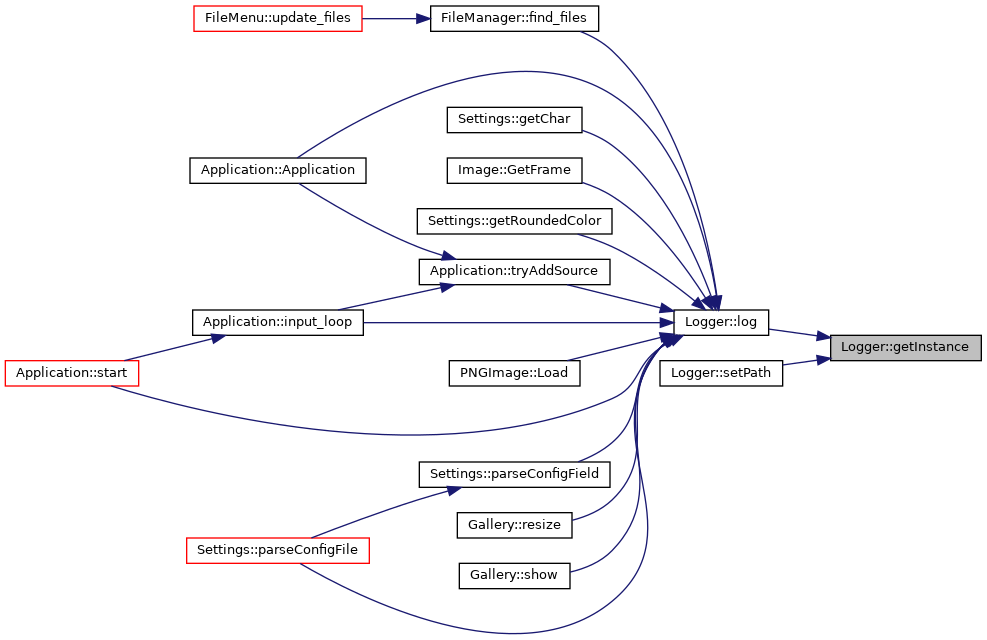 FileMenu::update_files
FileManager::find_files
Settings::getChar
Application::Application
Image::GetFrame
Settings::getRoundedColor
Application::tryAddSource
Application::input_loop
Logger::log
Logger::getInstance
Application::start
PNGImage::Load
Logger::setPath
Settings::parseConfigField
Gallery::resize
Settings::parseConfigFile
Gallery::show